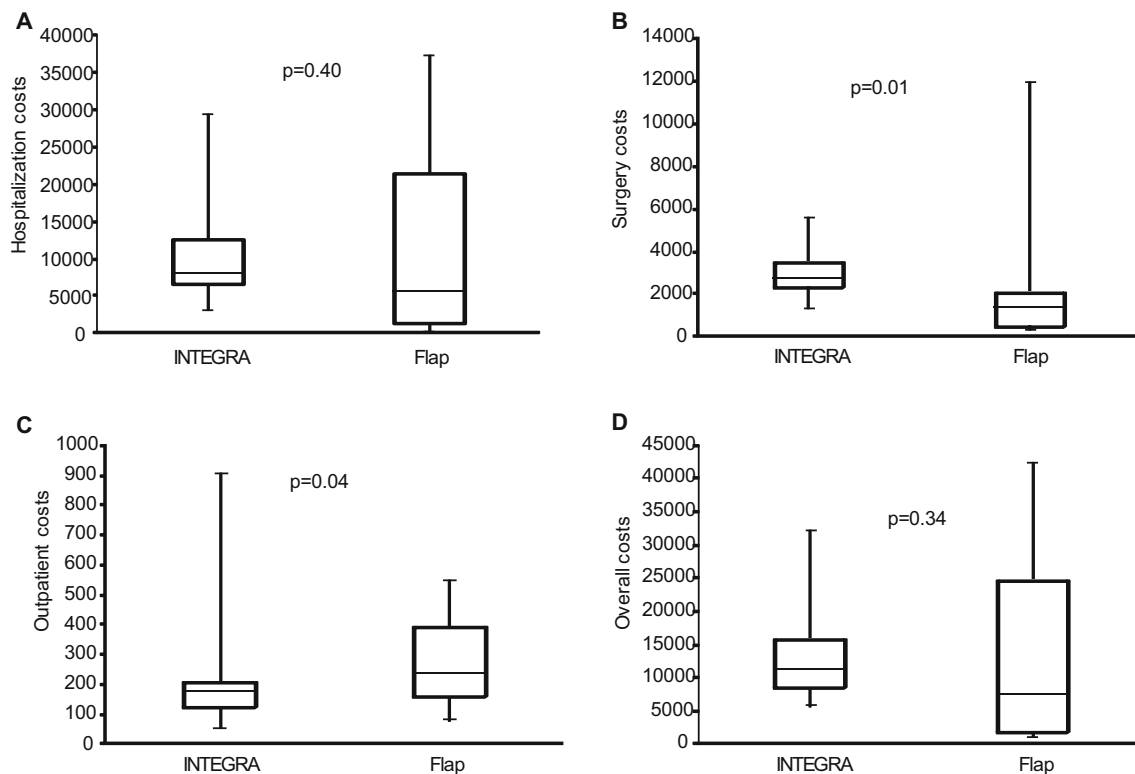 A
Hospitalization costs
40000
35000
30000
25000
20000
15000
10000
5000
0
p=0.40
INTEGRA Flap
B
Surgery costs
14000
12000
10000
8000
6000
4000
2000
0
p=0.01
INTEGRA Flap
C
Outpatient costs
1000
900
800
700
600
500
400
300
200
100
0
p=0.04
INTEGRA Flap
D
Overall costs
45000
40000
35000
30000
25000
20000
15000
10000
5000
0
p=0.34
INTEGRA Flap